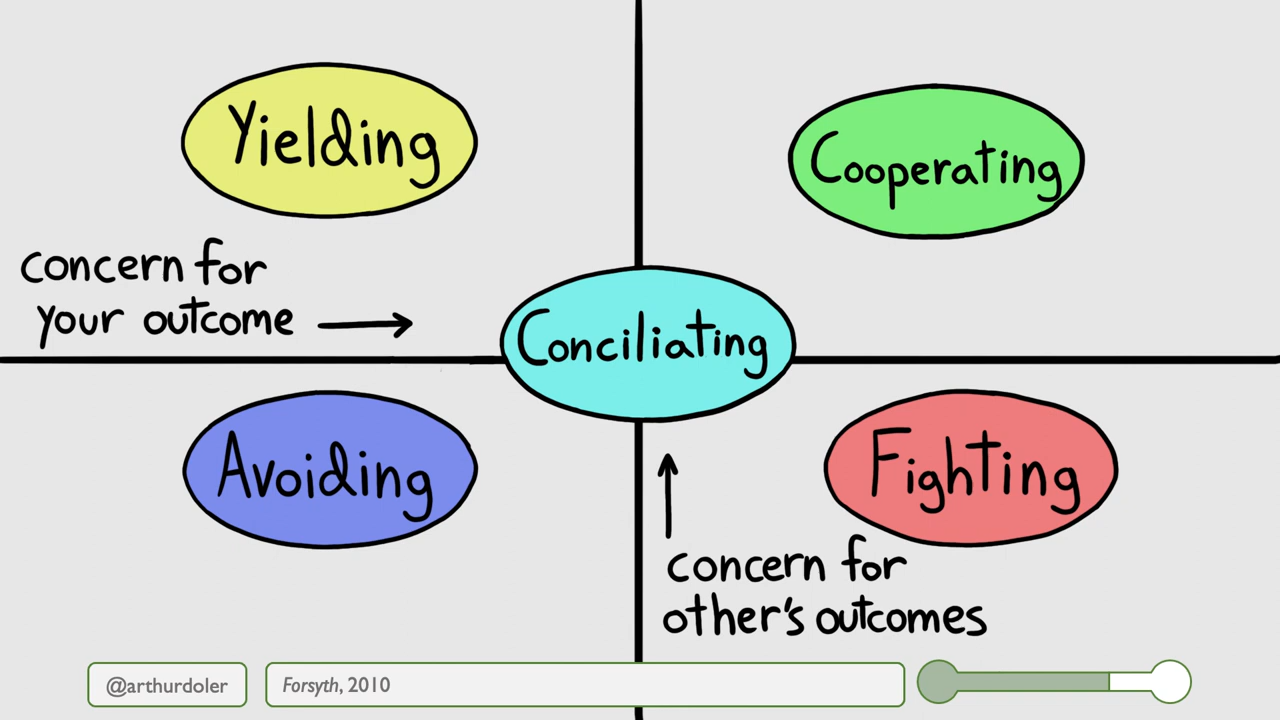 Yielding
Cooperating
concern for
your outcome
Conciliating
Avoiding
Fighting
concern for
other's outcomes
@arthurdoler
Forsyth, 2010